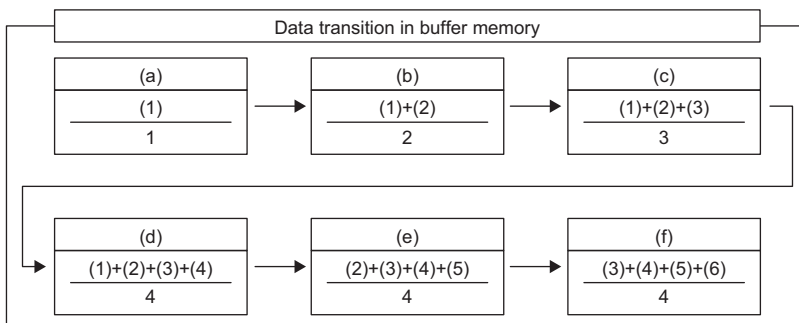 Data transition in buffer memory
(a) (b) (c)
(1) (1)+(2) (1)+(2)+(3)
1 2 3
(d) (e) (f)
(1)+(2)+(3)+(4) (2)+(3)+(4)+(5) (3)+(4)+(5)+(6)
4 4 4